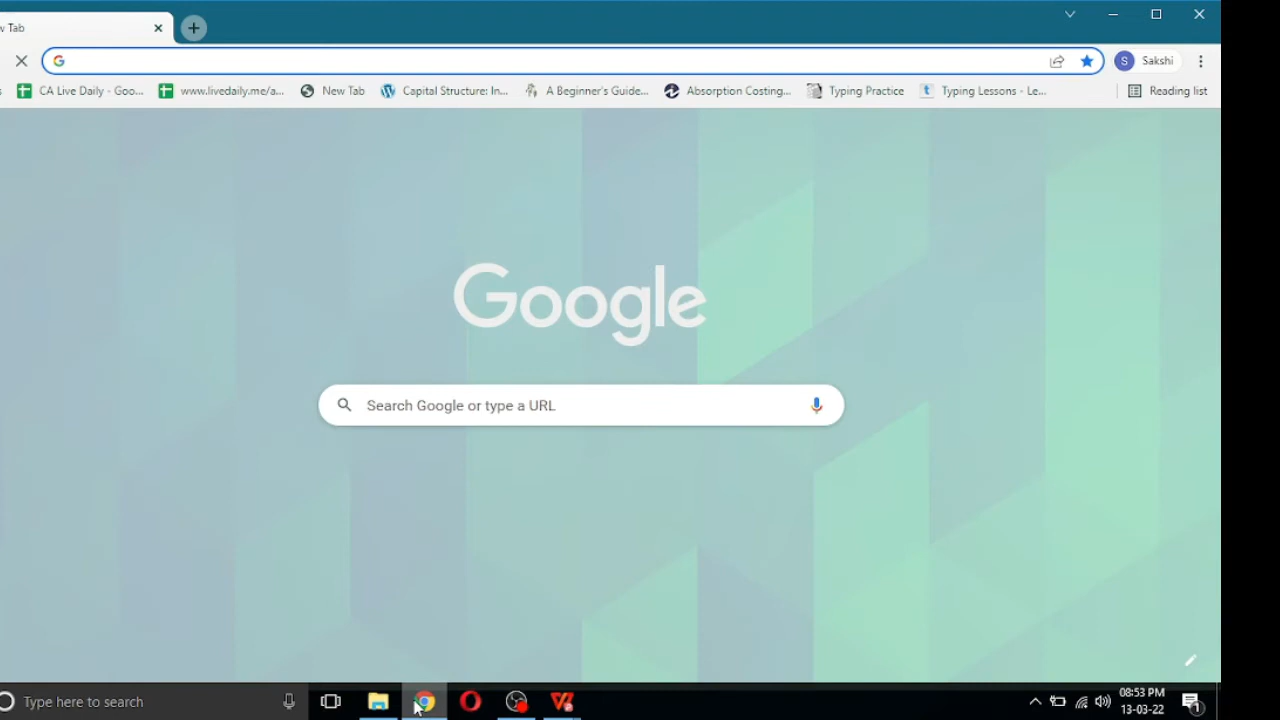 w Tab
Sakshi
CA Live Daily - Goo...
www.livedaily.me/a...
New Tab
Capital Structure: In...
A Beginner's Guide...
Absorption Costing...
Typing Practice
Typing Lessons - Le...
Reading list
Google
Search Google or type a URL
Type here to search
08:53 PM
13-03-22